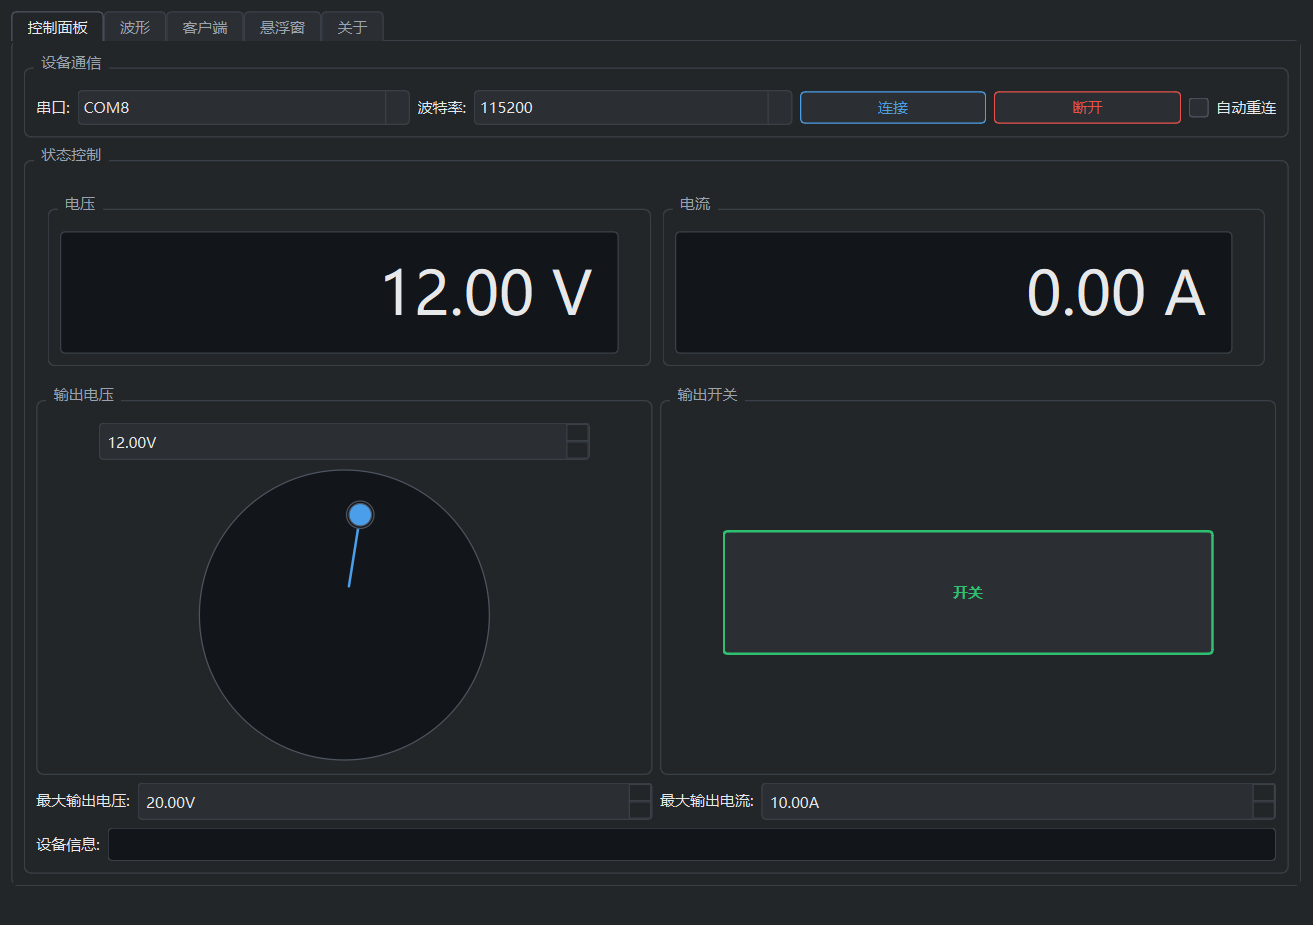 控制面板 波形 客户端 悬浮窗 关于
设备通信
串口: COM8 波特率: 115200 连接 断开 自动重连
状态控制
电压 电流
12.00 V 0.00 A
输出电压 输出开关
12.00V
开关
最大输出电压: 20.00V 最大输出电流: 10.00A
设备信息: